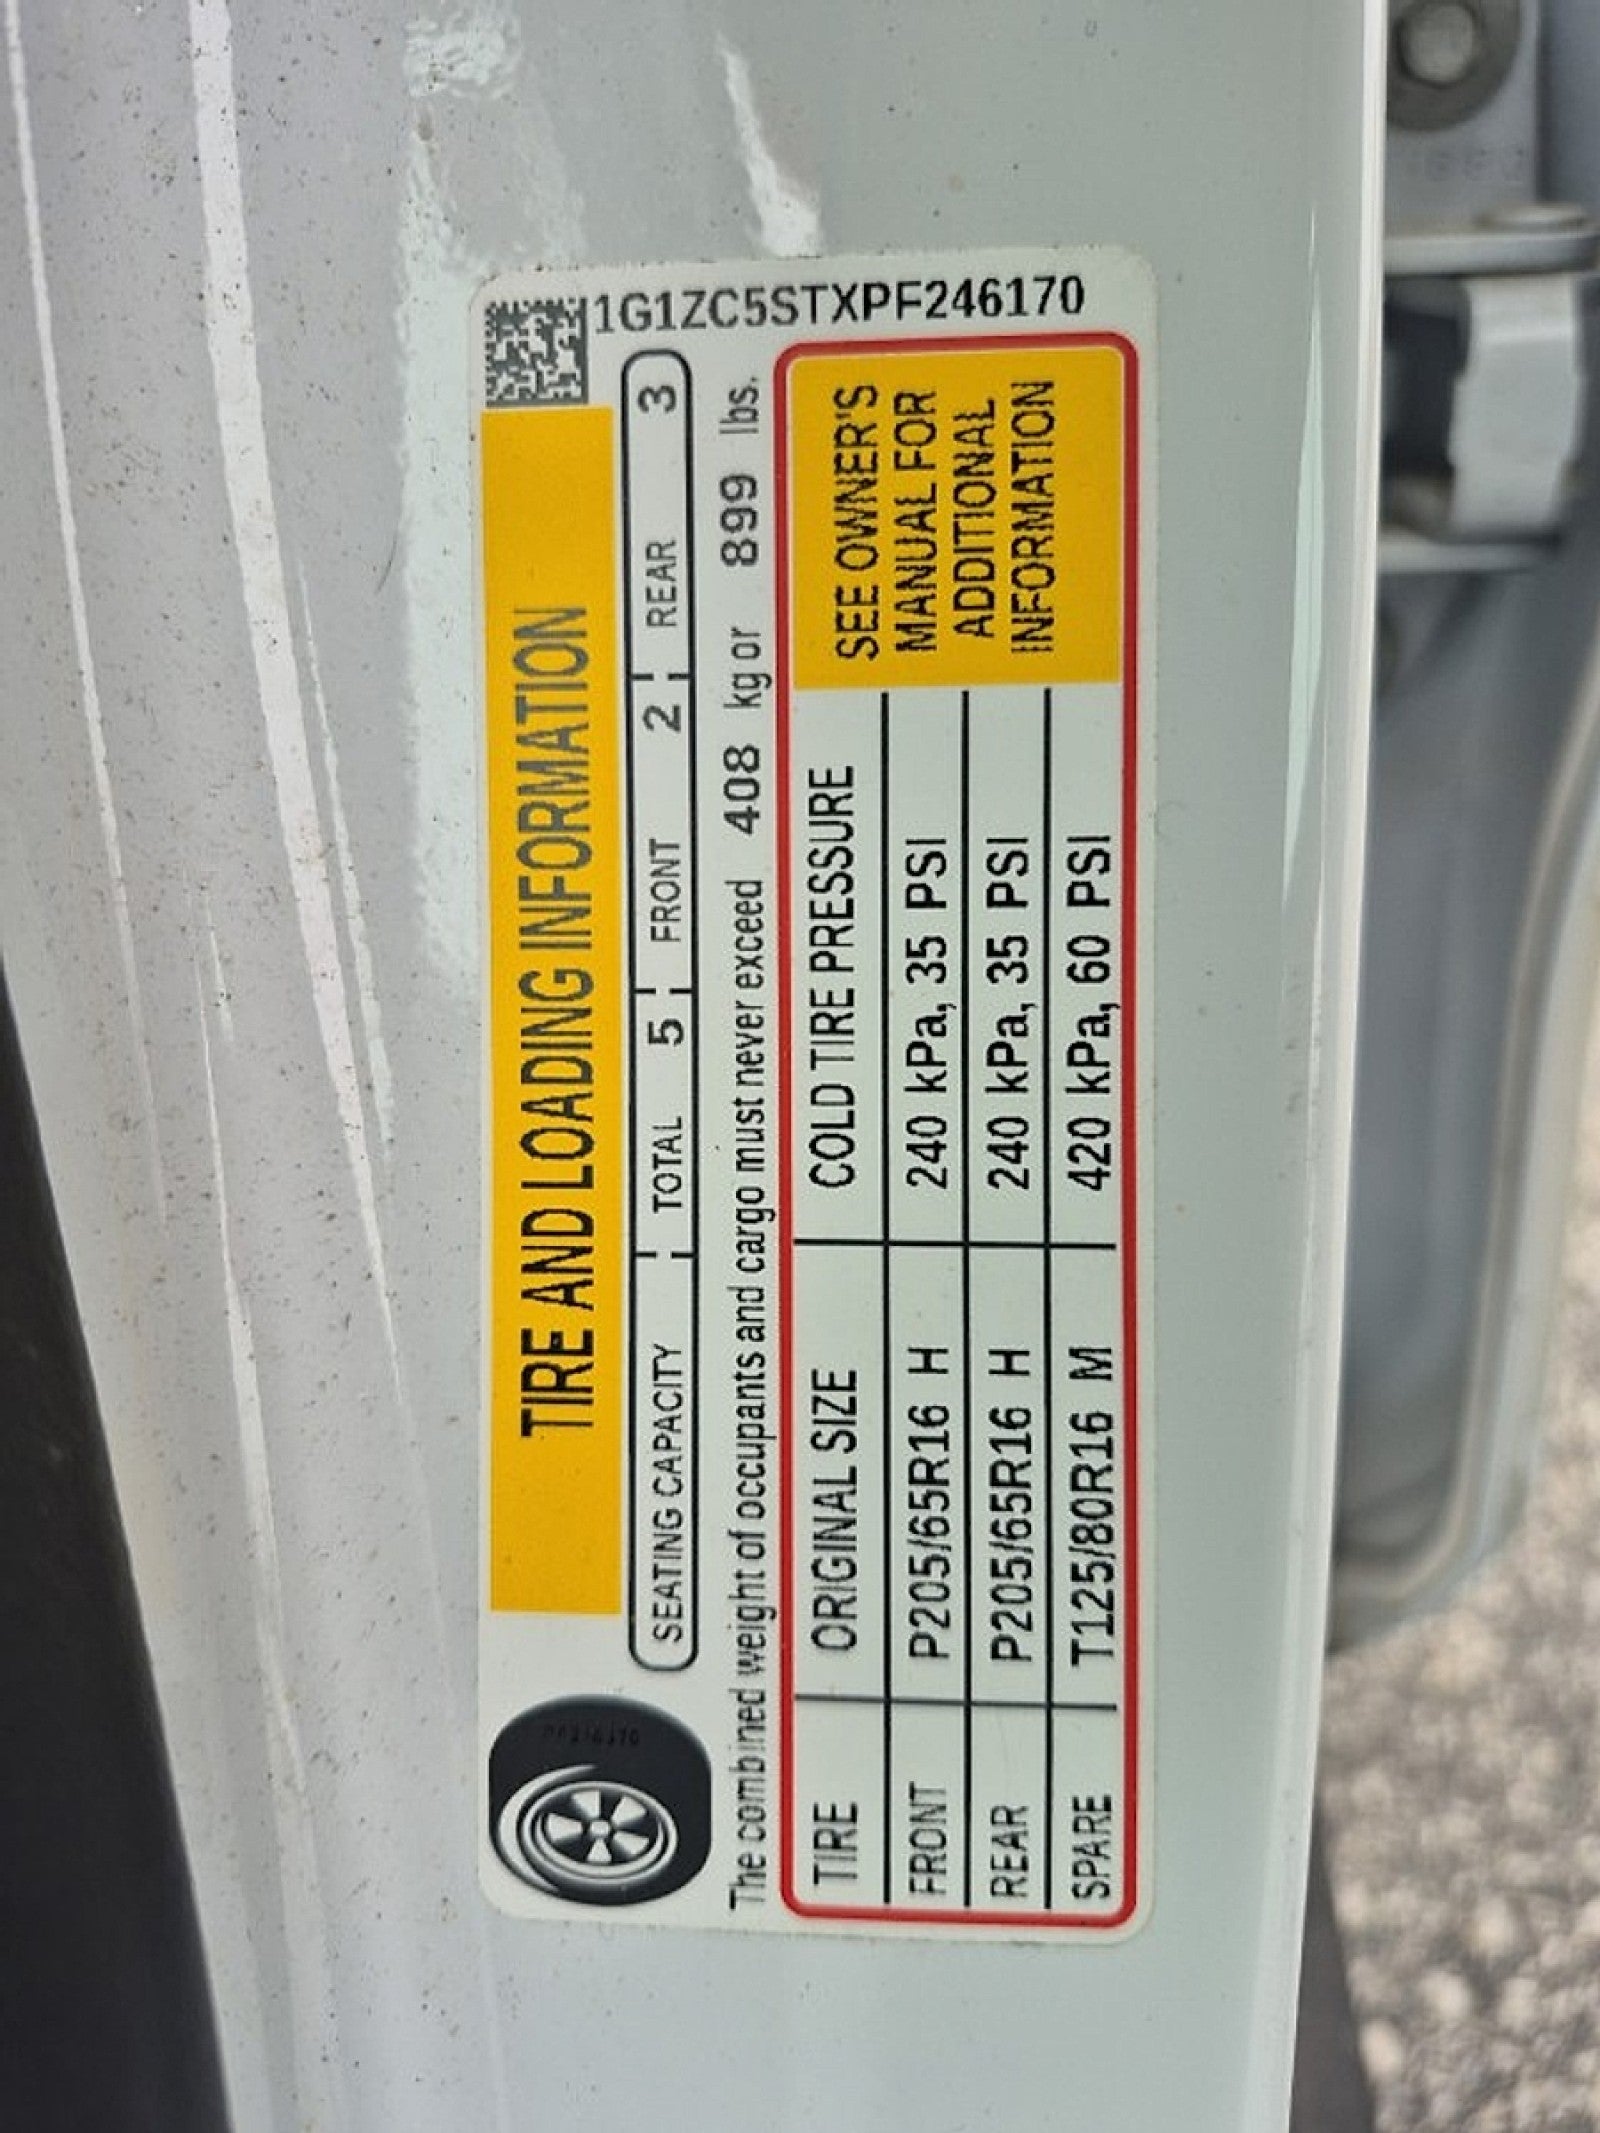 TIRE AND LOADING INFORMATION
SEATING CAPACITY TOTAL 5 FRONT 2 REAR 3
The combined weight of occupants and cargo must never exceed 408 kg or 899 lbs.
TIRE ORIGINAL SIZE COLD TIRE PRESSURE
FRONT P205/65R16 H 240 kPa, 35 PSI
REAR P205/65R16 H 240 kPa, 35 PSI
SPARE T125/80R16 M 420 kPa, 60 PSI
SEE OWNER'S
MANUAL FOR
ADDITIONAL
INFORMATION
1G1ZC5STXPF246170